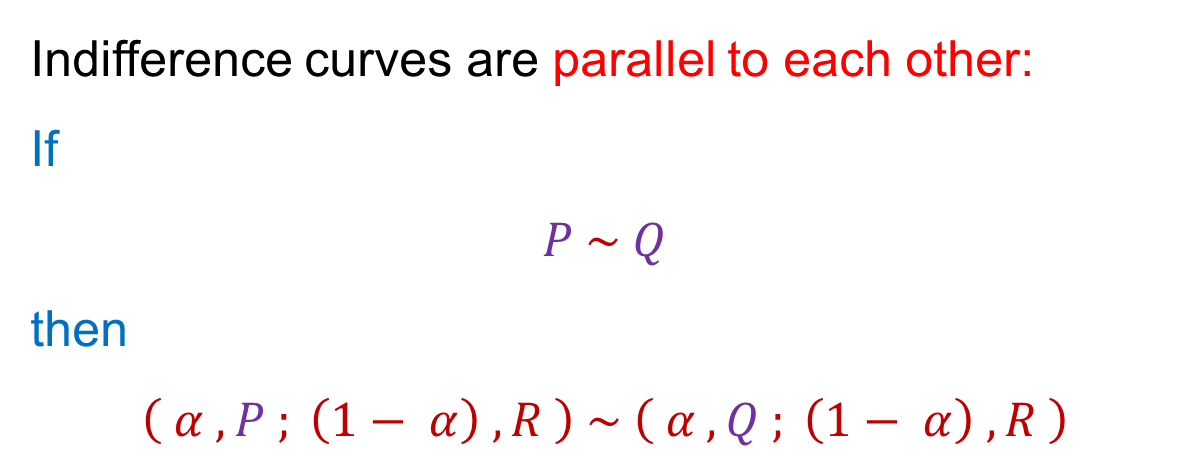 Indifference curves are parallel to each other:
If
P ~ Q
then
( α , P ; (1 − α) , R ) ~ ( α , Q ; (1 − α) , R )